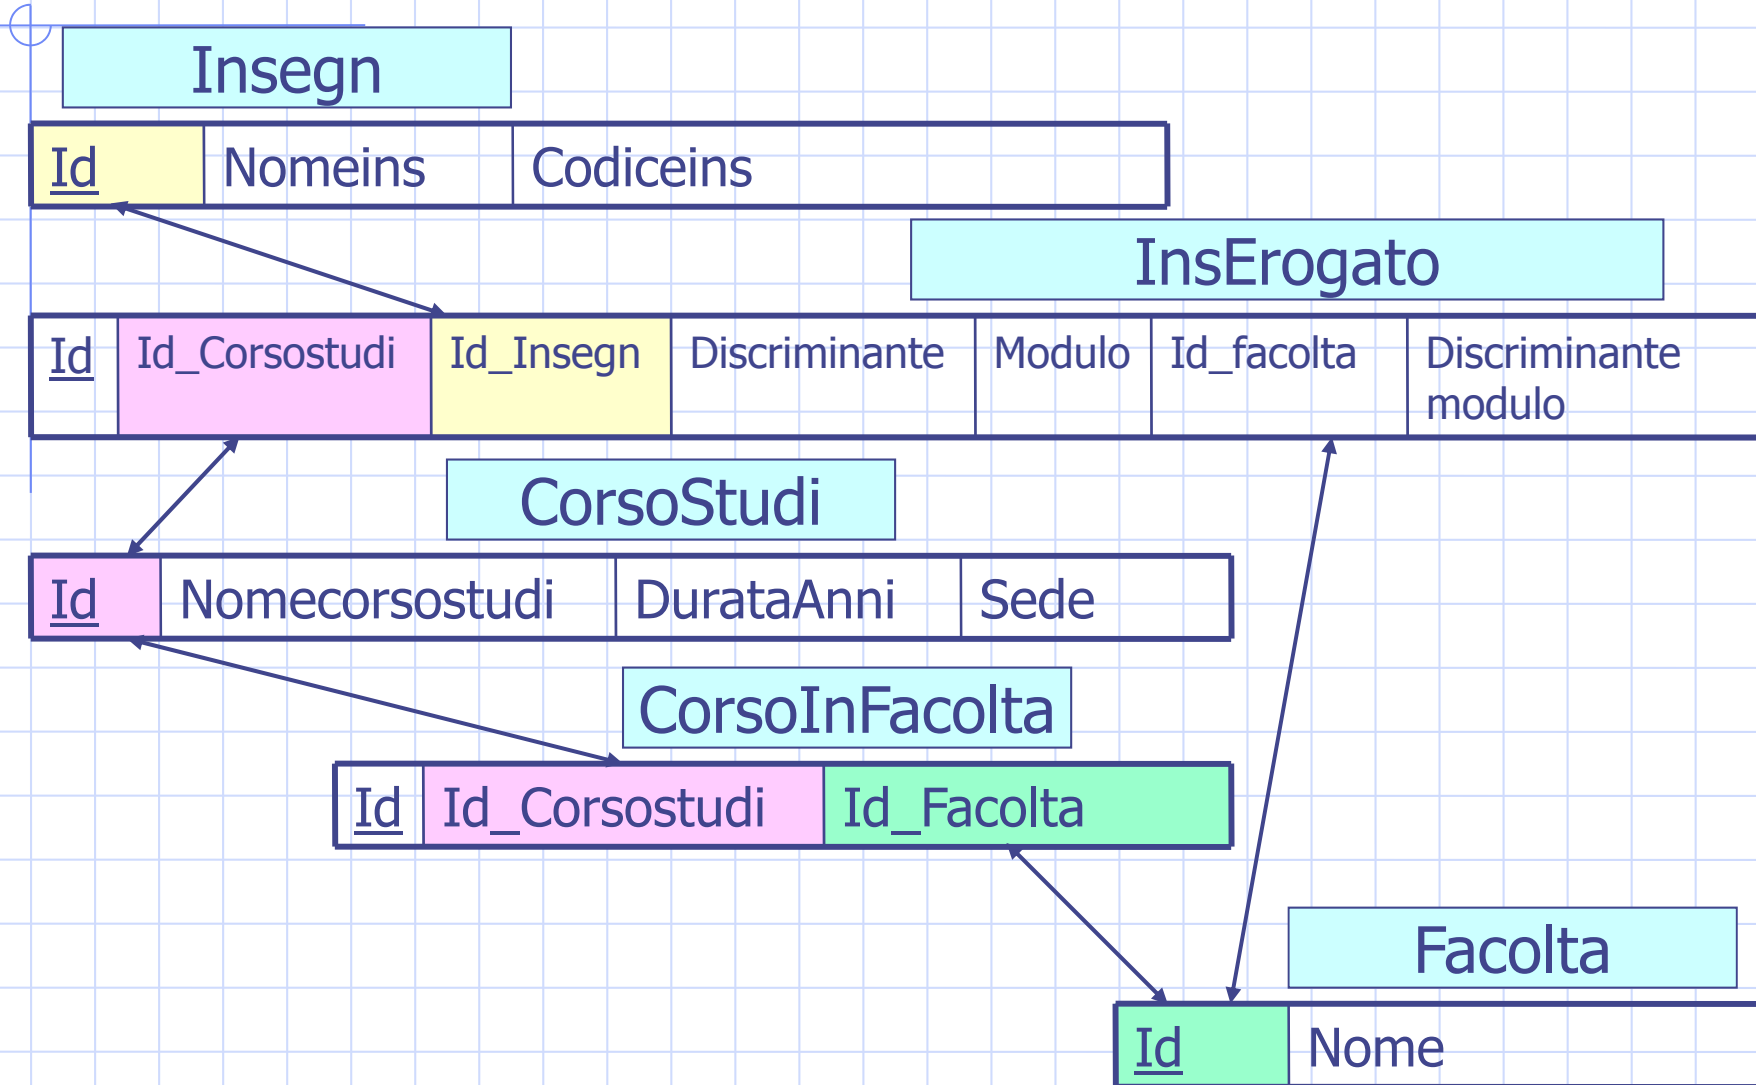 Insegn
Id Nomeins Codiceins
InsErogato
Id Id_Corsostudi Id_Insegn Discriminante Modulo Id_facolta Discriminante
modulo
CorsoStudi
Id Nomecorsostudi DurataAnni Sede
CorsoInFacolta
Id Id_Corsostudi Id_Facolta
Facolta
Id Nome